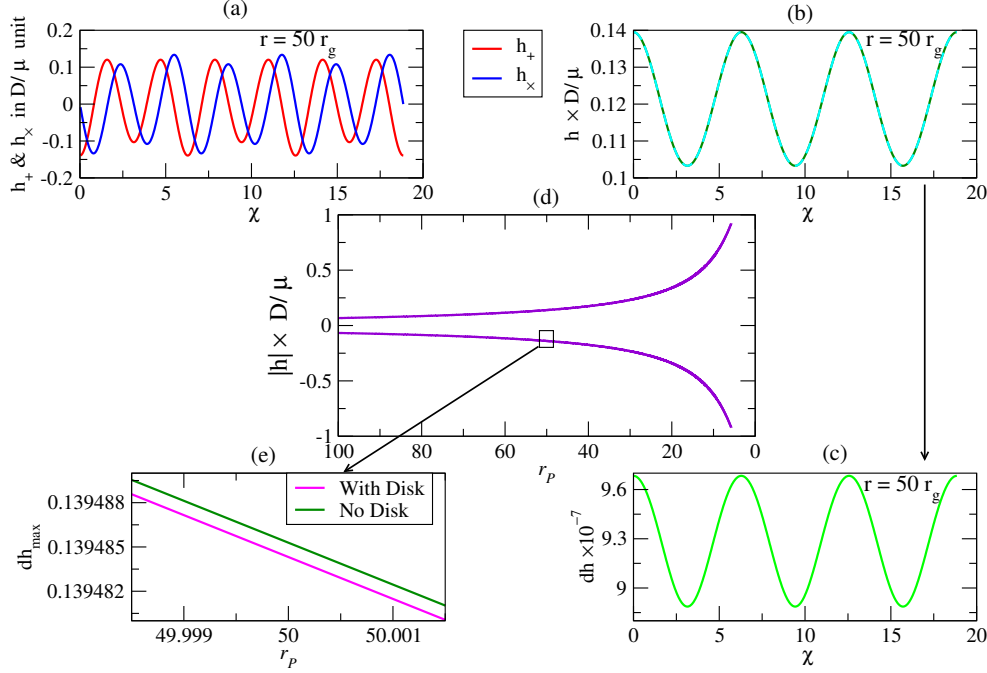 (a)
h₊ & h× in D/ μ unit
0.2
0.1
0
-0.1
-0.2
r = 50 r_g
0
5
10
15
20
χ
h₊
h×
(b)
h × D/μ
0.14
0.13
0.12
0.11
0.1
r = 50 r_g
0
5
10
15
20
χ
(d)
|h| × D/ μ
1
0.5
0
-0.5
-1
100
80
60
40
20
0
r_P
(e)
dh_max
0.139488
0.139485
0.139482
With Disk
No Disk
49.999
50
50.001
r_P
(c)
dh ×10⁻⁷
9.6
9.3
9
r = 50 r_g
0
5
10
15
20
χ